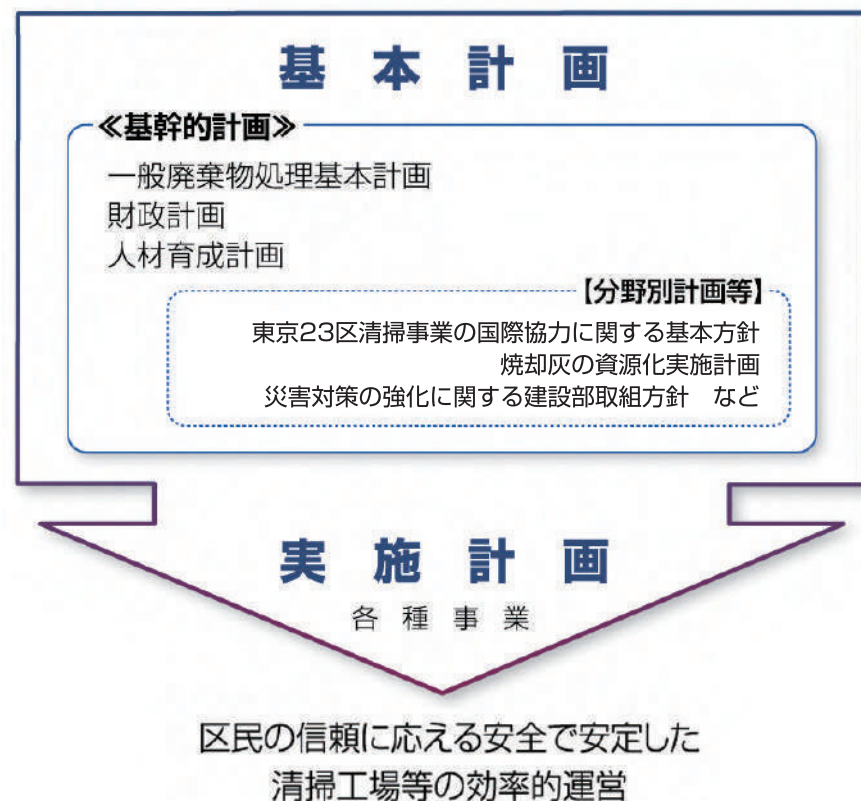 基本計画
≪基幹的計画≫
一般廃棄物処理基本計画
財政計画
人材育成計画
【分野別計画等】
東京23区清掃事業の国際協力に関する基本方針
焼却灰の資源化実施計画
災害対策の強化に関する建設部取組方針　など
実施計画
各種事業
区民の信頼に応える安全で安定した
清掃工場等の効率的運営